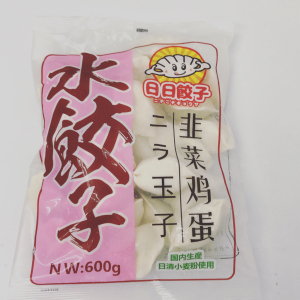 日日餃子
水餃子
韭菜鸡蛋
ニラ玉子
国内生産
日清小麦粉使用
NW:600g